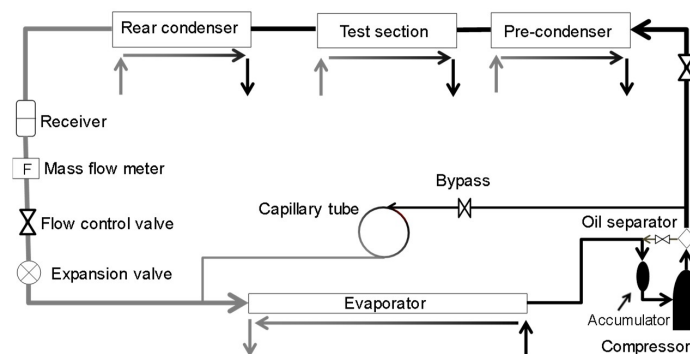 Rear condenser
Test section
Pre-condenser
Receiver
F
Mass flow meter
Bypass
Capillary tube
Flow control valve
Oil separator
Expansion valve
Evaporator
Accumulator
Compressor